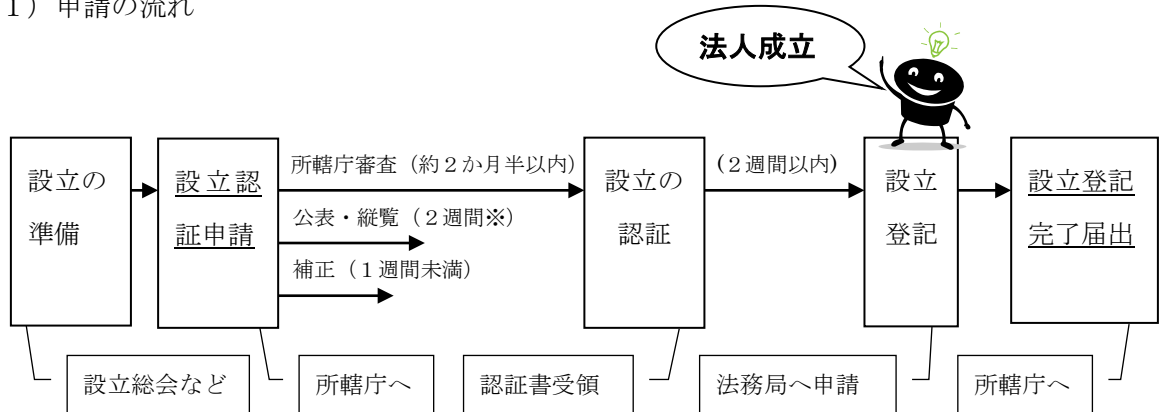 １）申請の流れ
法人成立
設立の
準備
設立認
証申請
所轄庁審査（約２か月半以内）
公表・縦覧（２週間※）
補正（１週間未満）
設立の
認証
（２週間以内）
設立
登記
設立登記
完了届出
設立総会など
所轄庁へ
認証書受領
法務局へ申請
所轄庁へ